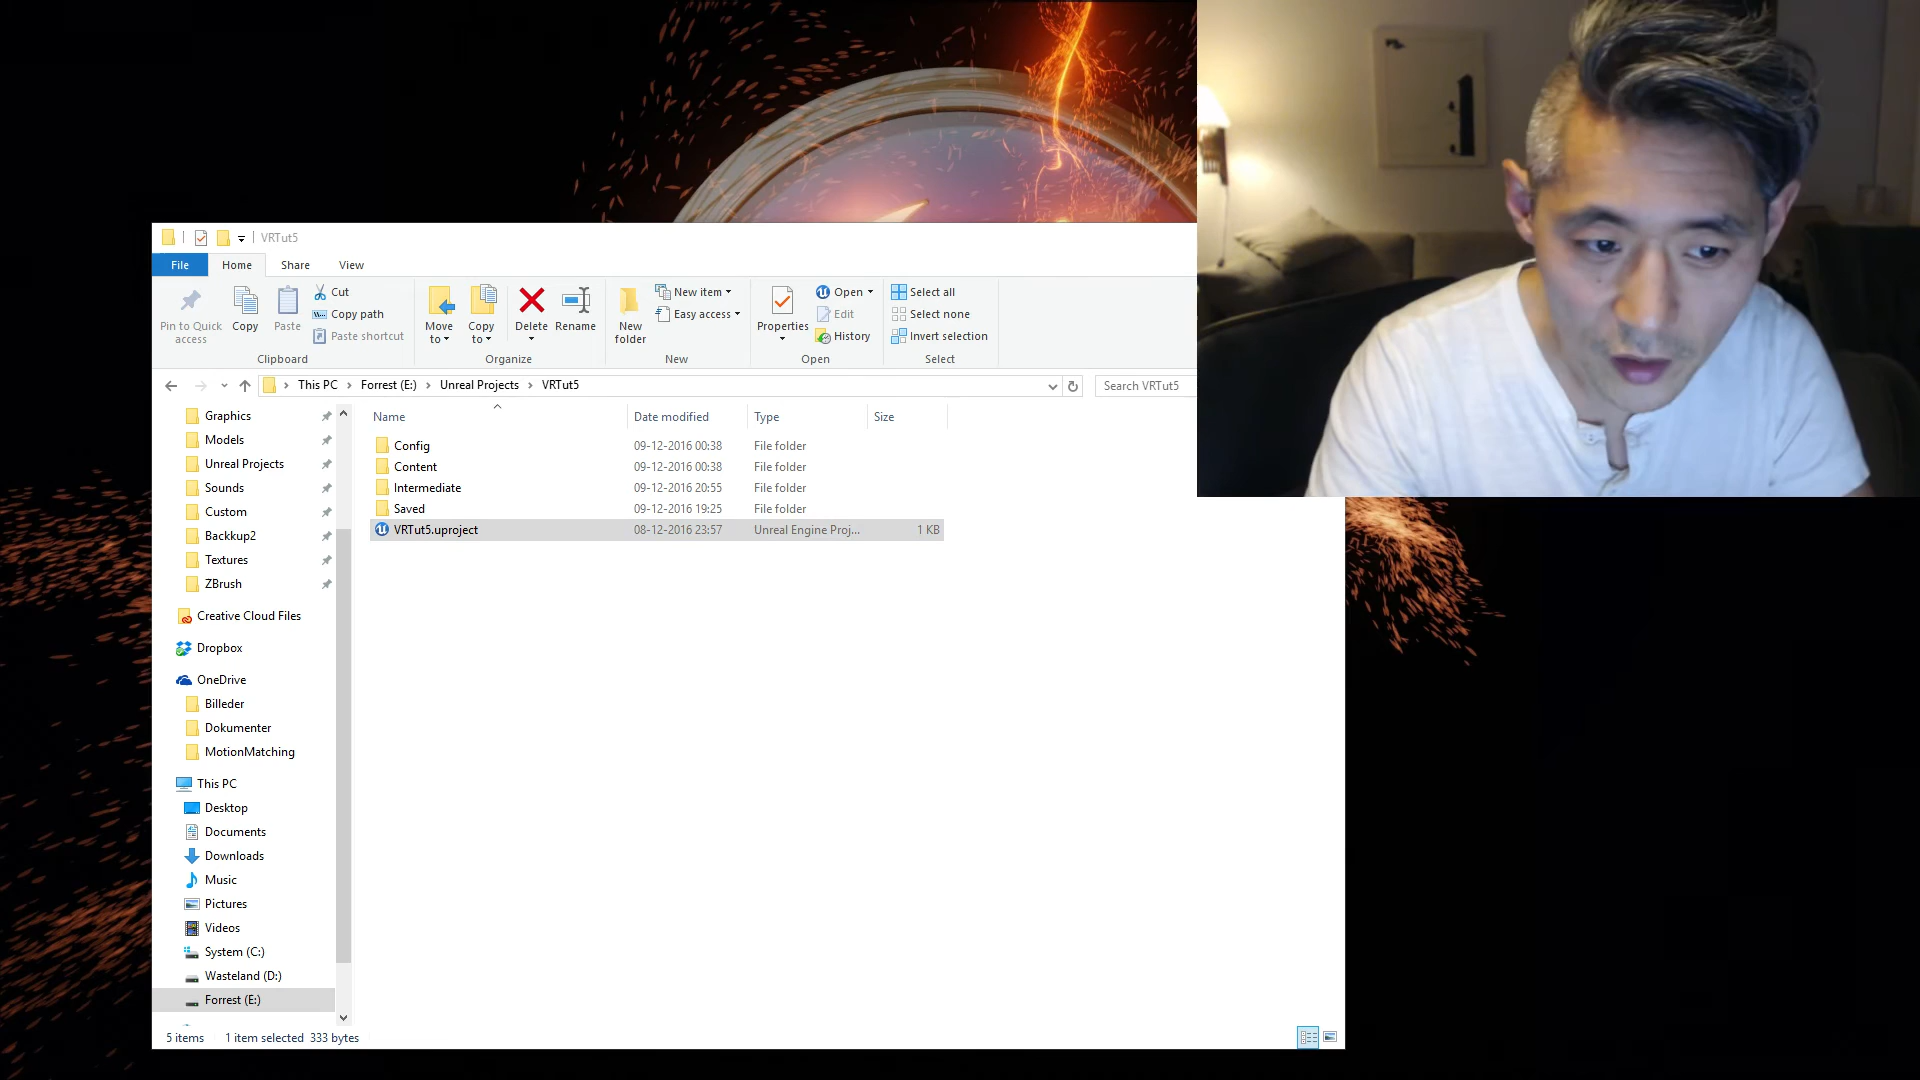 VRTut5
File Home Share View
Pin to Quick access
Copy
Paste
Cut
Copy path
Paste shortcut
Clipboard
Move to
Copy to
Delete
Rename
Organize
New folder
New item
Easy access
New
Properties
Open
Edit
History
Open
Select all
Select none
Invert selection
Select
This PC Forrest (E:) Unreal Projects VRTut5
Search VRTut5
Graphics
Models
Unreal Projects
Sounds
Custom
Backkup2
Textures
ZBrush
Creative Cloud Files
Dropbox
OneDrive
Billeder
Dokumenter
MotionMatching
This PC
Desktop
Documents
Downloads
Music
Pictures
Videos
System (C:)
Wasteland (D:)
Forrest (E:)
Name Date modified Type Size
Config 09-12-2016 00:38 File folder
Content 09-12-2016 00:38 File folder
Intermediate 09-12-2016 20:55 File folder
Saved 09-12-2016 19:25 File folder
VRTut5.uproject 08-12-2016 23:57 Unreal Engine Proj... 1 KB
5 items 1 item selected 333 bytes